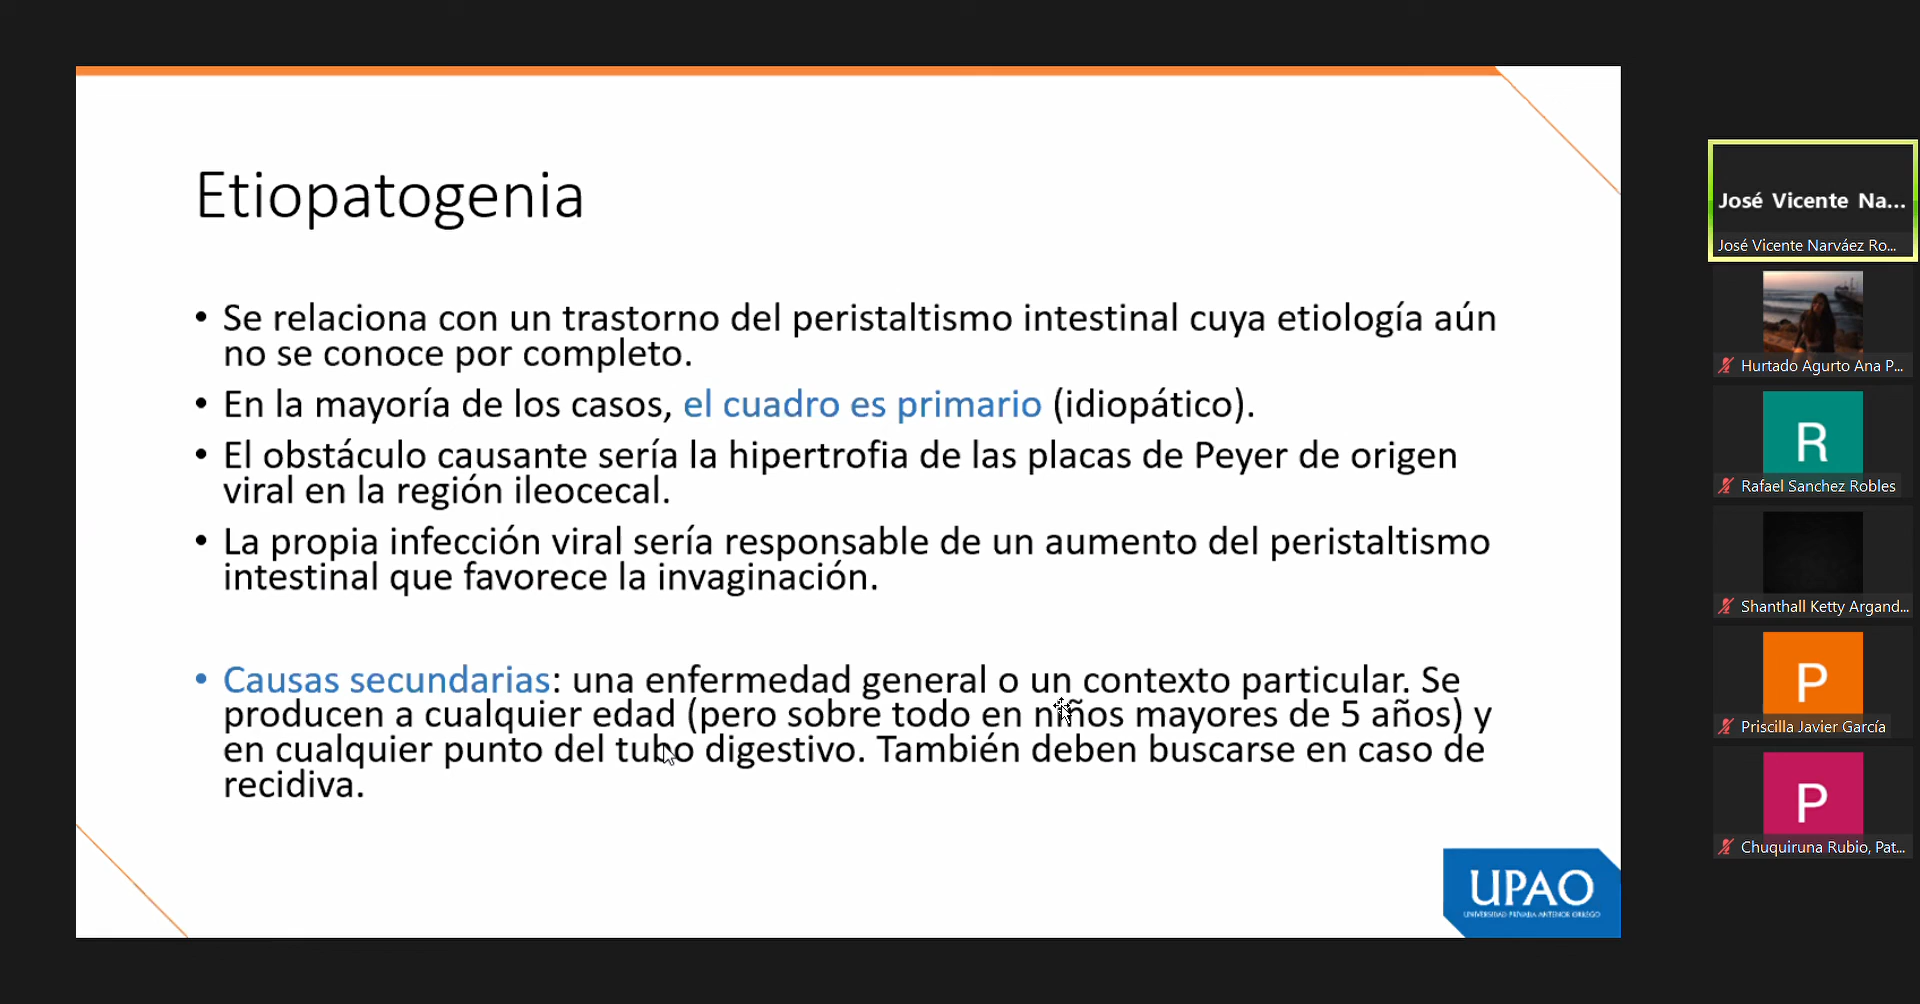 Etiopatogenia
• Se relaciona con un trastorno del peristaltismo intestinal cuya etiología aún
no se conoce por completo.
• En la mayoría de los casos, el cuadro es primario (idiopático).
• El obstáculo causante sería la hipertrofia de las placas de Peyer de origen
viral en la región ileocecal.
• La propia infección viral sería responsable de un aumento del peristaltismo
intestinal que favorece la invaginación.
• Causas secundarias: una enfermedad general o un contexto particular. Se
producen a cualquier edad (pero sobre todo en niños mayores de 5 años) y
en cualquier punto del tubo digestivo. También deben buscarse en caso de
recidiva.
UPAO
UNIVERSIDAD PRIVADA ANTENOR ORREGO
José Vicente Na...
José Vicente Narváez Ro...
Hurtado Agurto Ana P...
R
Rafael Sanchez Robles
Shanthall Ketty Argand...
P
Priscilla Javier García
P
Chuquiruna Rubio, Pat...